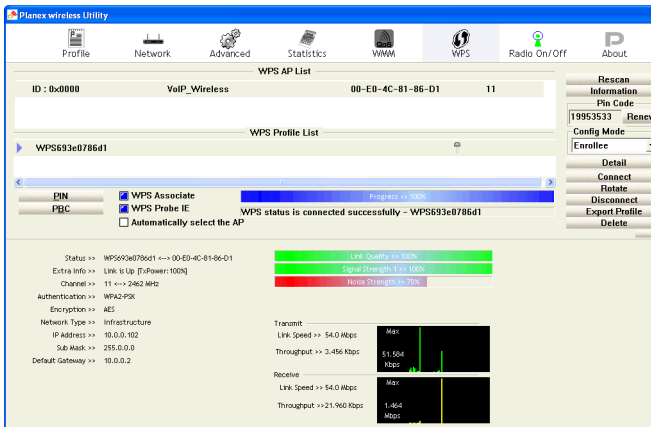 Planex wireless Utility
Profile Network Advanced Statistics QoS WMM WPS Radio On/Off About
WPS AP List
ID : 0x0000 VoIP_Wireless 00-E0-4C-81-86-D1 11
Rescan
Information
Pin Code
19953533 Renew
WPS Profile List
Config Mode
WPS693e0786d1
Enrollee
Detail
Connect
PIN WPS Associate Progress >> 100%
Rotate
PBC WPS Probe IE WPS status is connected successfully - WPS693e0786d1
Disconnect
Automatically select the AP
Export Profile
Delete
Status >> WPS693e0786d1 <--> 00-E0-4C-81-86-D1
Link Quality >> 100%
Extra Info >> Link is Up [TxPower:100%]
Signal Strength 1 >> 100%
Channel >> 11 <--> 2462 MHz
Noise Strength >> 70%
Authentication >> WPA2-PSK
Encryption >> AES
Network Type >> Infrastructure
IP Address >> 10.0.0.102
Sub Mask >> 255.0.0.0
Default Gateway >> 10.0.0.2
Transmit
Link Speed >> 54.0 Mbps
Max
Throughput >> 3.456 Kbps
51.584
Kbps
Receive
Link Speed >> 54.0 Mbps
Max
Throughput >> 21.960 Kbps
1.464
Mbps